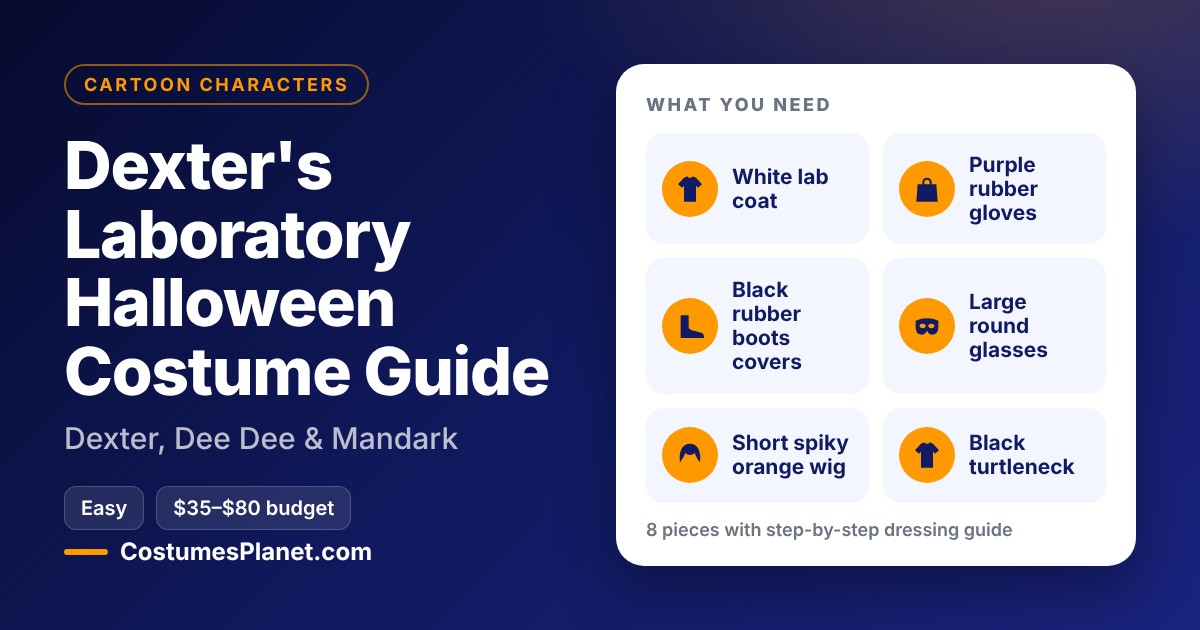 CARTOON CHARACTERS
Dexter's
Laboratory
Halloween
Costume Guide
Dexter, Dee Dee & Mandark
Easy
$35–$80 budget
CostumesPlanet.com
WHAT YOU NEED
White lab
coat
Purple
rubber
gloves
Black
rubber
boots
covers
Large
round
glasses
Short spiky
orange wig
Black
turtleneck
8 pieces with step-by-step dressing guide